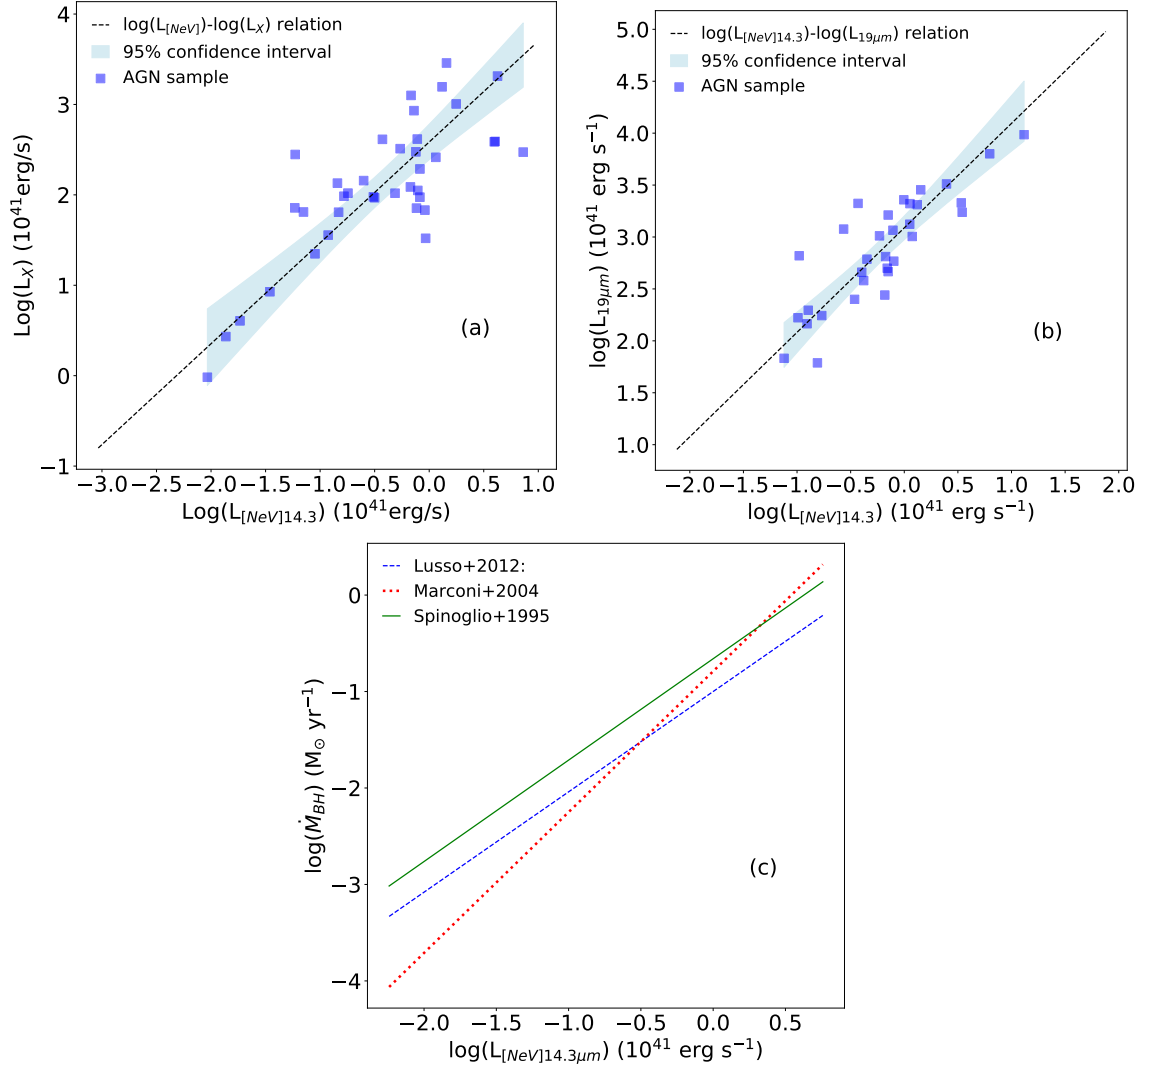 log(L[NeV])-log(LX) relation
95% confidence interval
AGN sample
(a)
4
3
2
1
0
−1
Log(LX) (10^41erg/s)
−3.0 −2.5 −2.0 −1.5 −1.0 −0.5 0.0 0.5 1.0
Log(L[NeV]14.3) (10^41erg/s)
log(L[NeV]14.3)-log(L19μm) relation
95% confidence interval
AGN sample
(b)
5.0
4.5
4.0
3.5
3.0
2.5
2.0
1.5
1.0
log(L19μm) (10^41 erg s^−1)
−2.0 −1.5 −1.0 −0.5 0.0 0.5 1.0 1.5 2.0
log(L[NeV]14.3) (10^41 erg s^−1)
Lusso+2012:
Marconi+2004
Spinoglio+1995
(c)
0
−1
−2
−3
−4
log(ṀBH) (M⊙ yr^−1)
−2.0 −1.5 −1.0 −0.5 0.0 0.5
log(L[NeV]14.3μm) (10^41 erg s^−1)